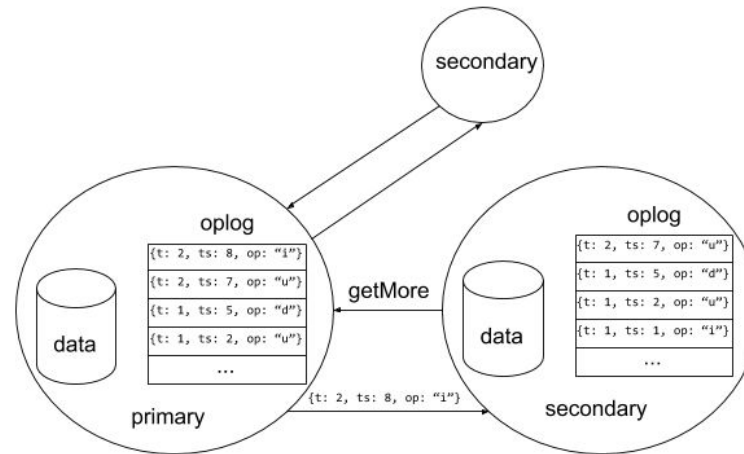 secondary
oplog
{t: 2, ts: 8, op: “i”}
{t: 2, ts: 7, op: “u”}
{t: 1, ts: 5, op: “d”}
{t: 1, ts: 2, op: “u”}
...
data
primary
getMore
{t: 2, ts: 8, op: “i”}
oplog
{t: 2, ts: 7, op: “u”}
{t: 1, ts: 5, op: “d”}
{t: 1, ts: 2, op: “u”}
{t: 1, ts: 1, op: “i”}
...
data
secondary